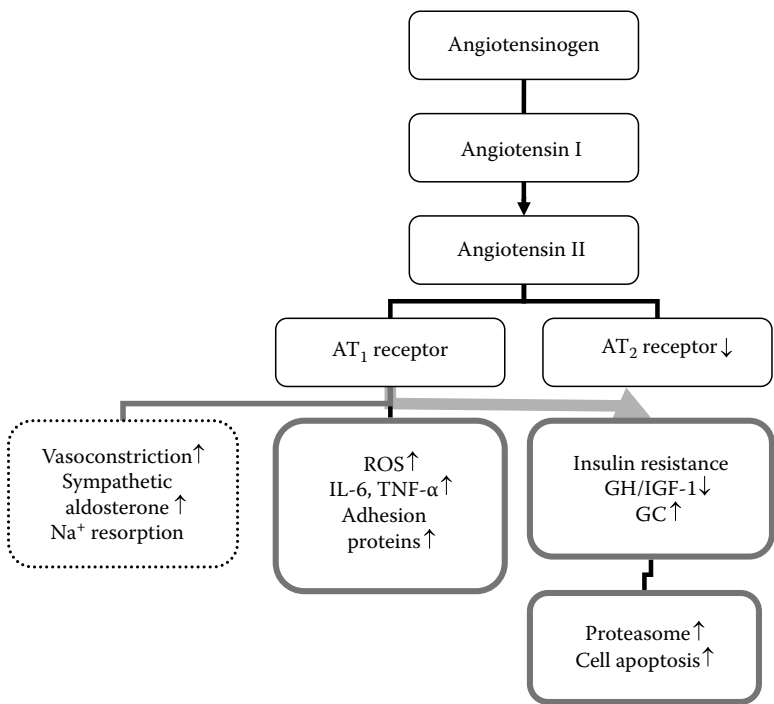 Angiotensinogen
Angiotensin I
Angiotensin II
AT₁ receptor
AT₂ receptor↓
Vasoconstriction↑
Sympathetic
aldosterone↑
Na⁺ resorption
ROS↑
IL-6, TNF-α↑
Adhesion
proteins↑
Insulin resistance
GH/IGF-1↓
GC↑
Proteasome↑
Cell apoptosis↑